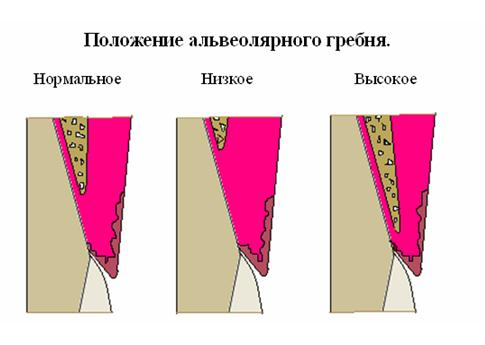 Положение альвеолярного гребня.
Нормальное Низкое Высокое